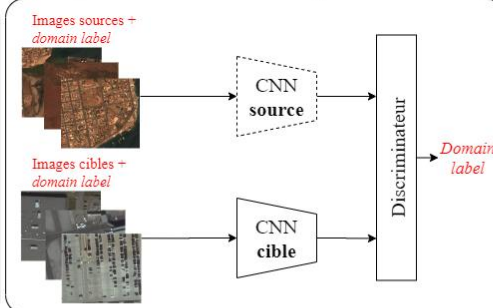 Images sources +
domain label
CNN
source
Images cibles +
domain label
CNN
cible
Discriminateur
Domain
label